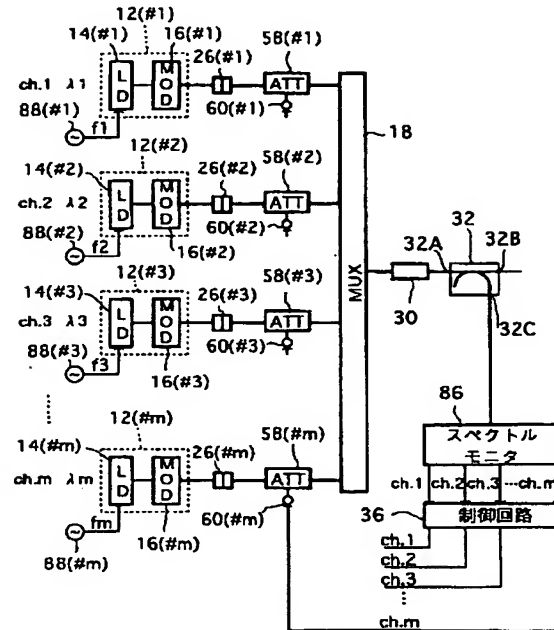 12(#1)
14(#1) 16(#1) 26(#1) 58(#1)
ch.1 λ1 LD MOD ATT
88(#1) f1 60(#1)
18
12(#2)
14(#2) 26(#2) 58(#2)
ch.2 λ2 LD MOD ATT
88(#2) f2 16(#2) 60(#2)
MUX
30
32A 32 32B
32C
12(#3)
14(#3) 26(#3) 58(#3)
ch.3 λ3 LD MOD ATT
88(#3) f3 16(#3) 60(#3)
12(#m)
14(#m) 26(#m) 58(#m)
ch.m λm LD MOD ATT
88(#m) fm 16(#m) 60(#m)
86
スペクトル
モニタ
ch.1 ch.2 ch.3 ···ch.m
36 制御回路
ch.1
ch.2
ch.3
ch.m